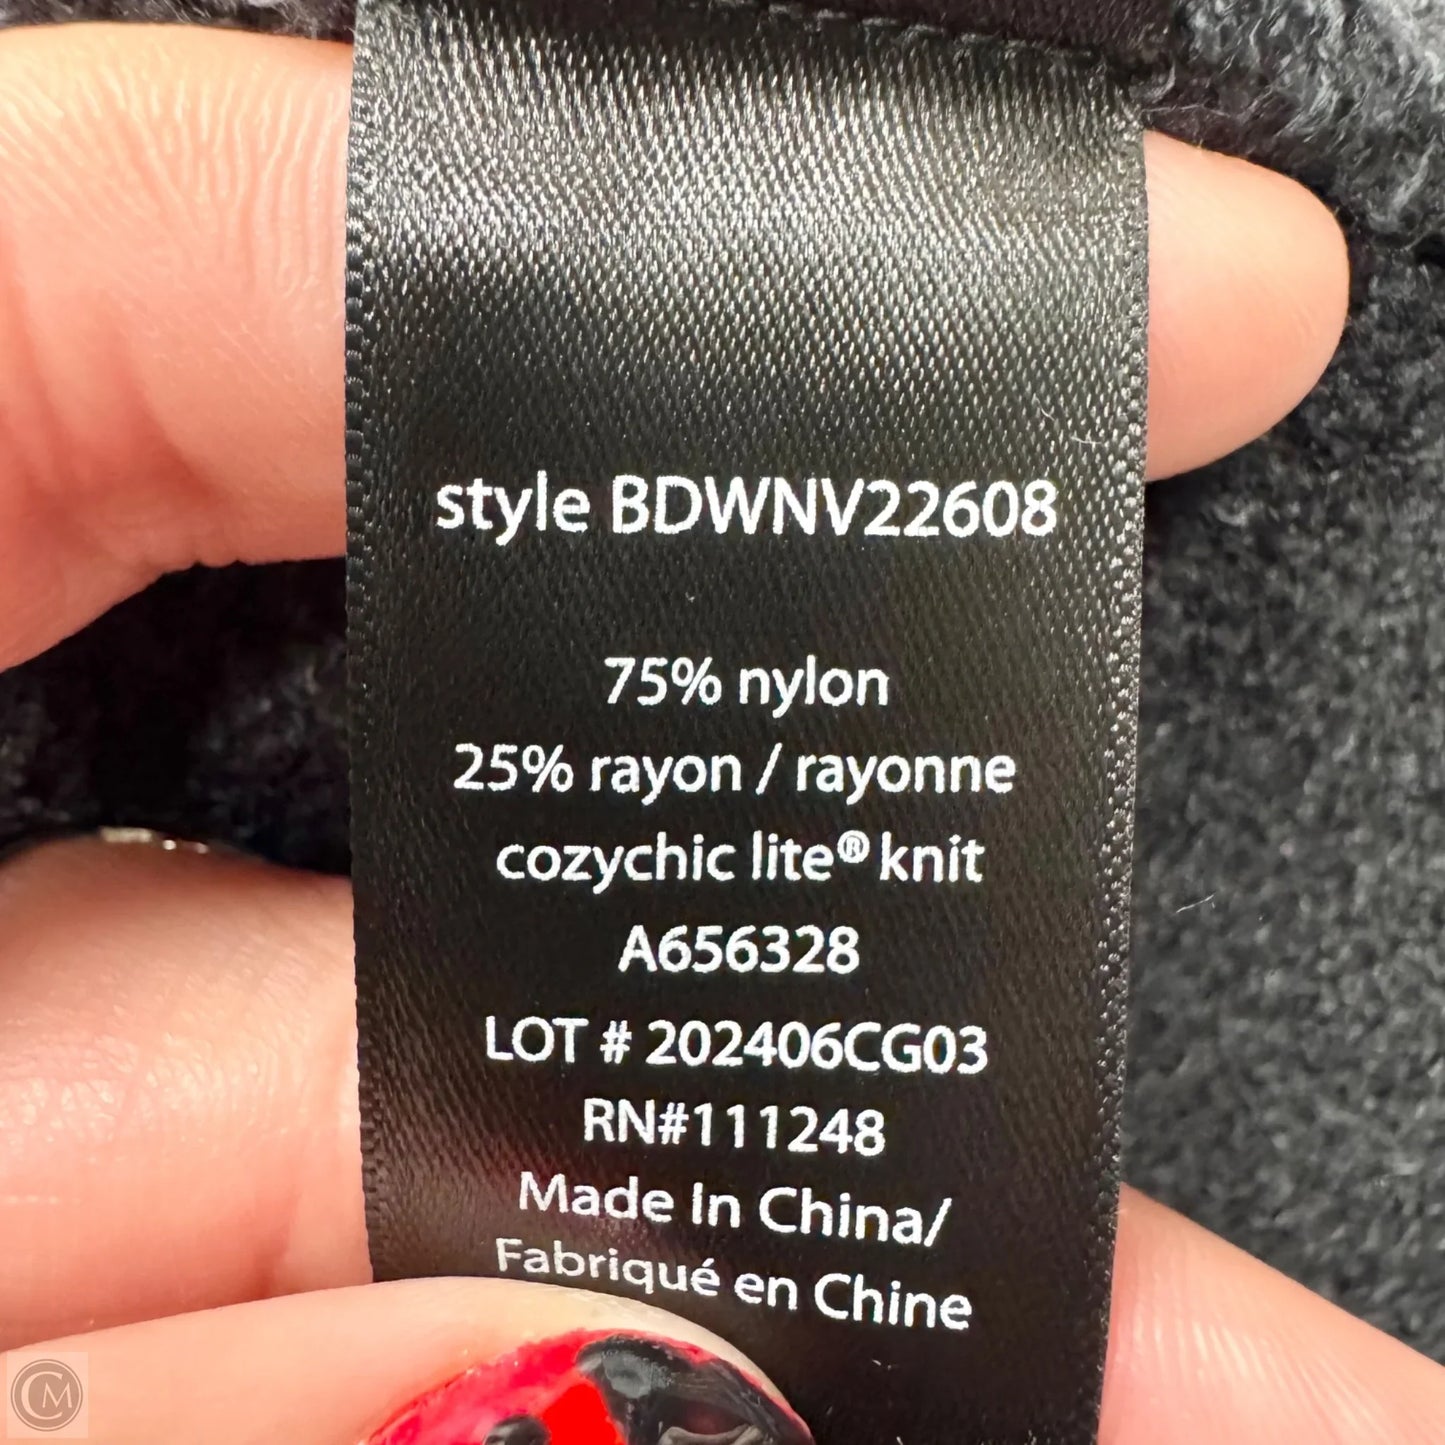 style BDWNV22608
75% nylon
25% rayon / rayonne
cozychic lite® knit
A656328
LOT # 202406CG03
RN#111248
Made In China/
Fabriqué en Chine
CM